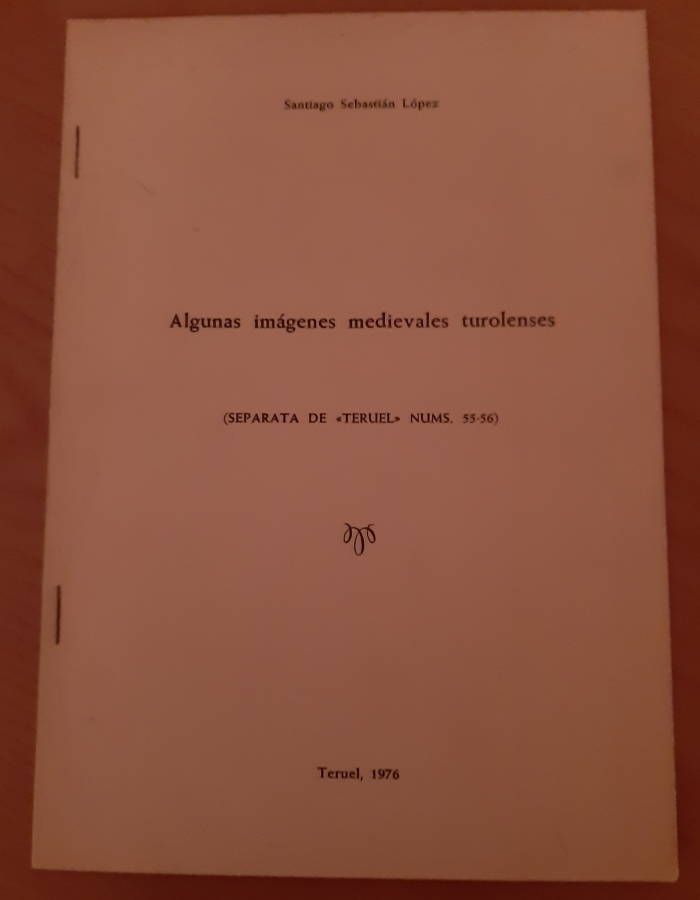 Santiago Sebastián López
Algunas imágenes medievales turolenses
(SEPARATA DE «TERUEL» NUMS. 55-56)
Teruel, 1976